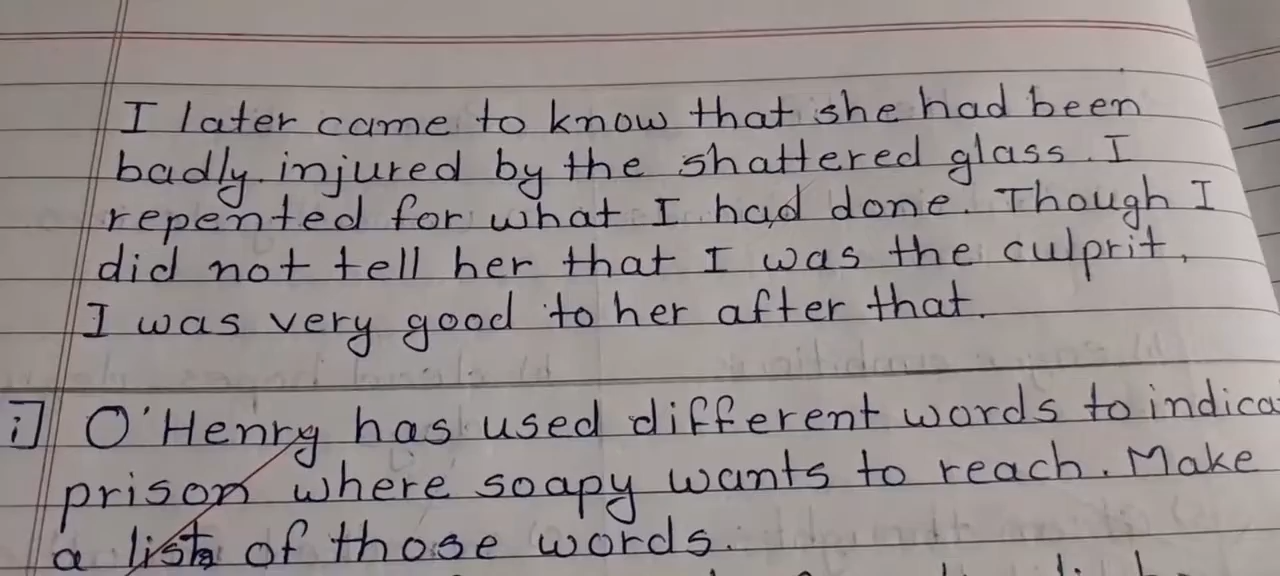 I later came to know that she had been
badly injured by the shattered glass. I
repented for what I had done. Though I
did not tell her that I was the culprit,
I was very good to her after that.
i] O'Henry has used different words to indica
prison where soapy wants to reach. Make
a list of those words.